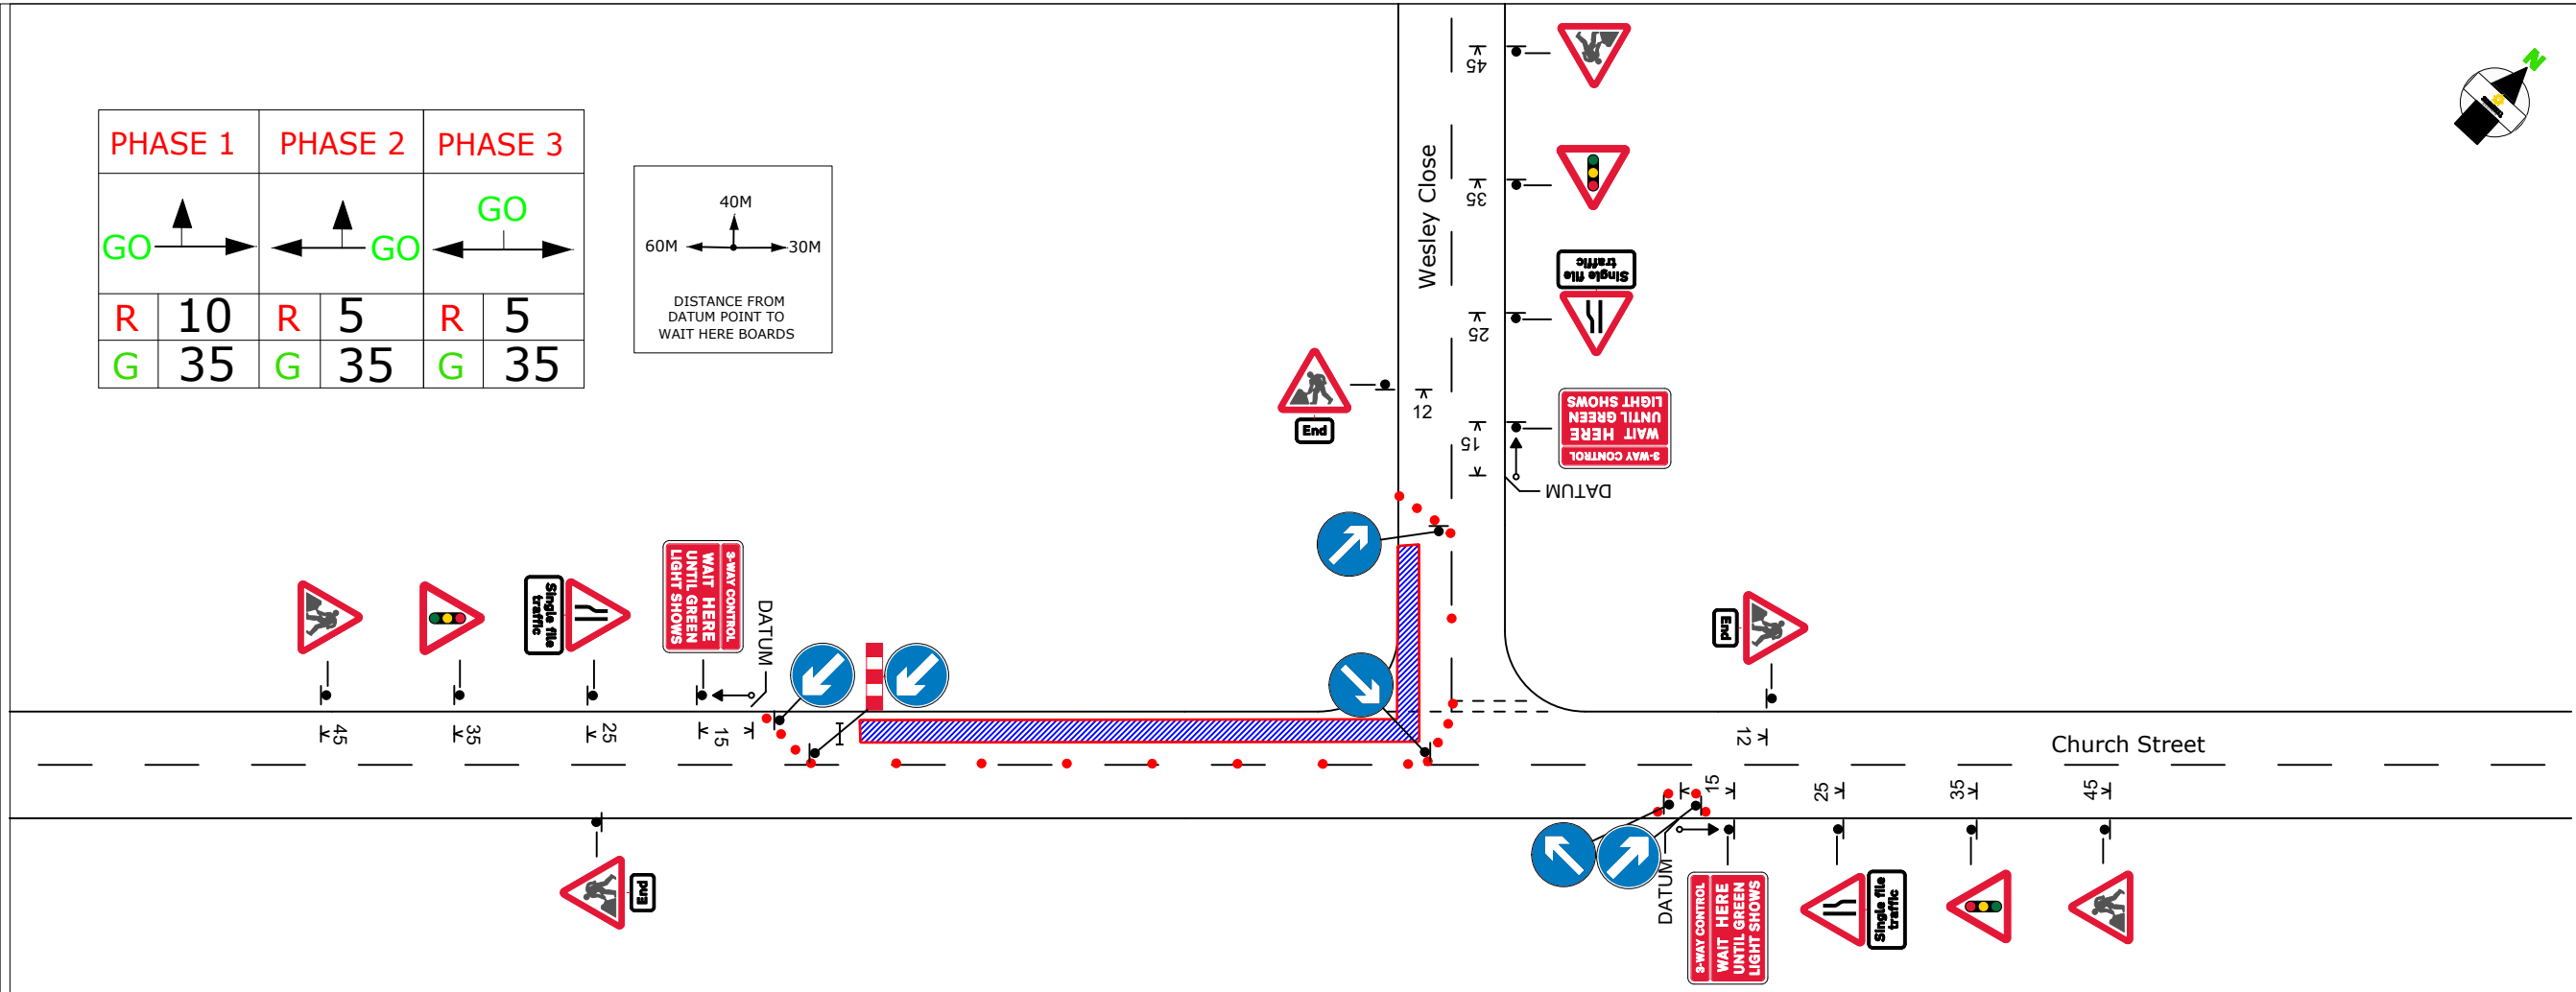 PHASE 1 PHASE 2 PHASE 3
GO
GO
GO
R 10 R 5 R 5
G 35 G 35 G 35
40M
60M
30M
DISTANCE FROM
DATUM POINT TO
WAIT HERE BOARDS
N
Wesley Close
45
35
Single file
traffic
25
3-WAY CONTROL
WAIT HERE
UNTIL GREEN
LIGHT SHOWS
15
DATUM
End
12
45
35
Single file
traffic
25
3-WAY CONTROL
WAIT HERE
UNTIL GREEN
LIGHT SHOWS
15
DATUM
End
12
Church Street
End
DATUM
15
25
35
45
3-WAY CONTROL
WAIT HERE
UNTIL GREEN
LIGHT SHOWS
Single file
traffic